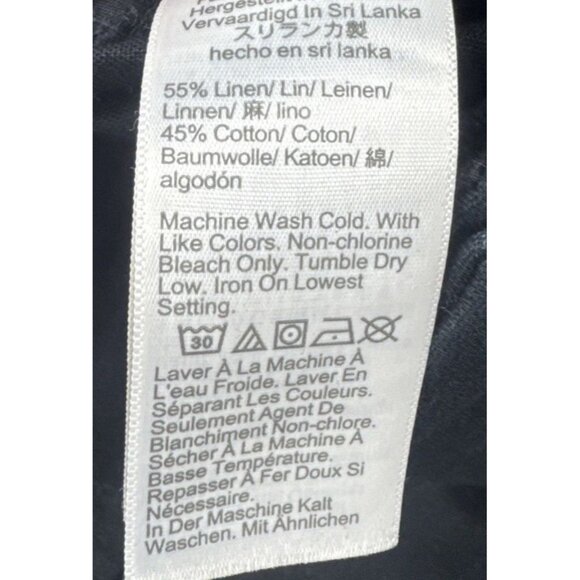 Hergestellt in
Vervaardigd In Sri Lanka
スリランカ製
hecho en sri lanka
55% Linen/ Lin/ Leinen/
Linnen/ 麻/ lino
45% Cotton/ Coton/
Baumwolle/ Katoen/ 綿/
algodón
Machine Wash Cold. With
Like Colors. Non-chlorine
Bleach Only. Tumble Dry
Low. Iron On Lowest
Setting.
30
Laver À La Machine À
L'eau Froide. Laver En
Séparant Les Couleurs.
Seulement Agent De
Blanchiment Non-chlore.
Sécher À La Machine À
Basse Température.
Repasser À Fer Doux Si
Nécessaire.
In Der Maschine Kalt
Waschen. Mit Ähnlichen